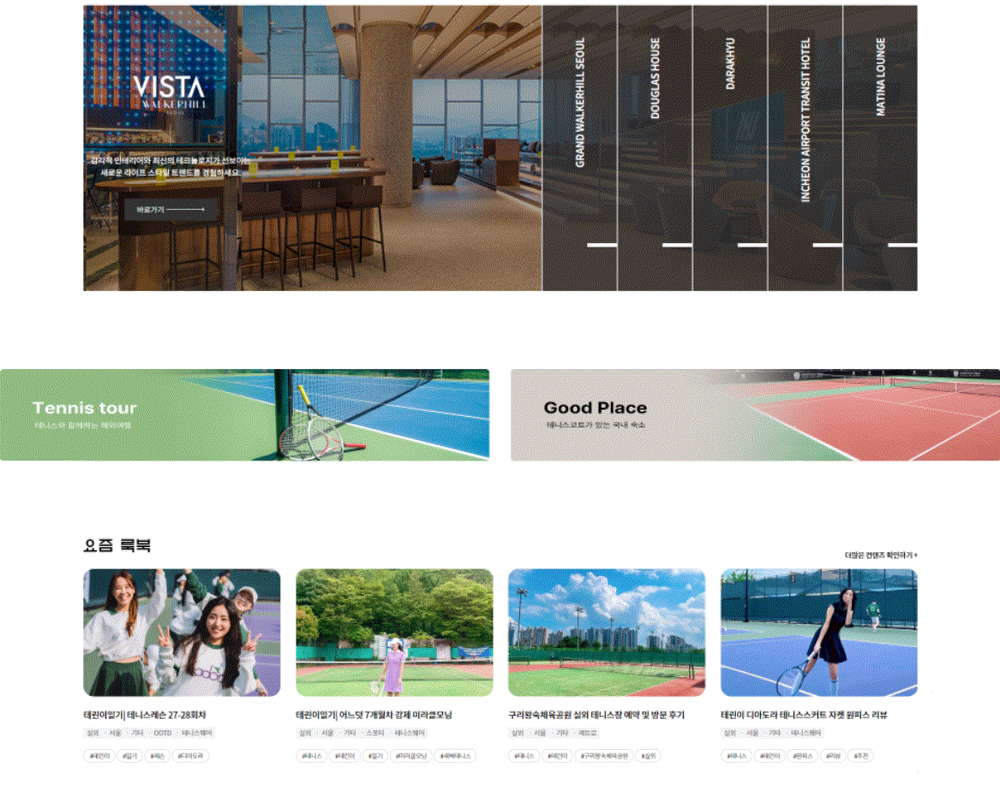 VISTA
WALKERHILL
SEOUL
감각적 인테리어와 최신의 테크놀로지가 선보이는
새로운 라이프 스타일 트렌드를 경험하세요.
바로가기
GRAND WALKERHILL SEOUL
DOUGLAS HOUSE
DARAKHYU
INCHEON AIRPORT TRANSIT HOTEL
MATINA LOUNGE
Tennis tour
테니스와 함께하는 해외여행
Good Place
테니스코트가 있는 국내 숙소
요즘 룩북
더많은 컨텐츠 확인하기 +
테린이일기| 테니스레슨 27-28회차
실외 · 서울 · 기타 · OOTD · 테니스웨어
#테린이 #일기 #레슨 #디아도라
테린이일기| 어느덧 7개월차 강제 미라클모닝
실외 · 서울 · 기타 · 스포티 · 테니스웨어
#테니스 #테린이 #일기 #미라클모닝 #새벽테니스
구리왕숙체육공원 실외 테니스장 예약 및 방문 후기
실외 · 서울 · 기타 · 레트로
#테니스 #테린이 #구리왕숙체육공원 #실외
테린이 디아도라 테니스스커트 자켓 원피스 리뷰
실외 · 서울 · 기타 · 테니스웨어
#테니스 #테린이 #원피스 #리뷰 #추천